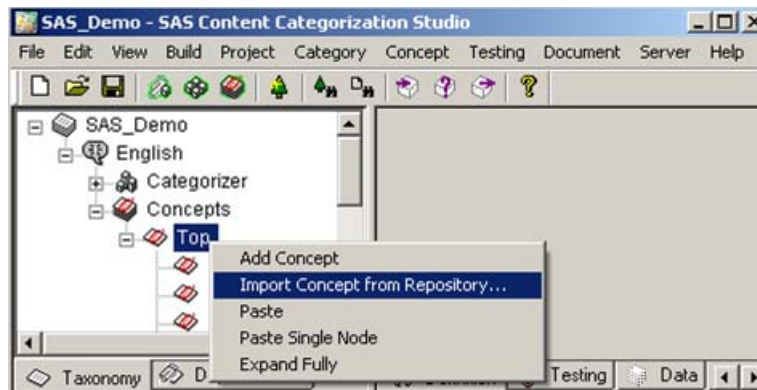 SAS_Demo - SAS Content Categorization Studio
File Edit View Build Project Category Concept Testing Document Server Help
SAS_Demo
English
Categorizer
Concepts
Top
Add Concept
Import Concept from Repository...
Paste
Paste Single Node
Expand Fully
Taxonomy Testing Data